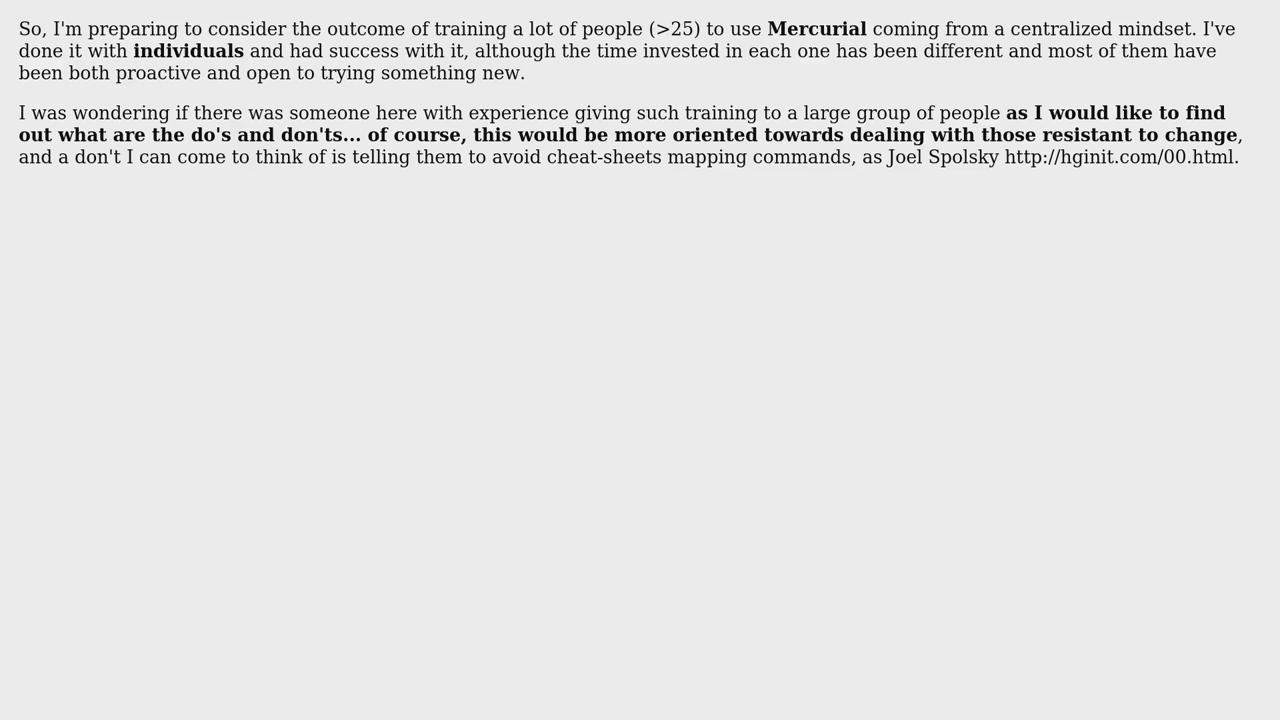 So, I'm preparing to consider the outcome of training a lot of people (>25) to use Mercurial coming from a centralized mindset. I've
done it with individuals and had success with it, although the time invested in each one has been different and most of them have
been both proactive and open to trying something new.
I was wondering if there was someone here with experience giving such training to a large group of people as I would like to find
out what are the do's and don'ts... of course, this would be more oriented towards dealing with those resistant to change,
and a don't I can come to think of is telling them to avoid cheat-sheets mapping commands, as Joel Spolsky http://hginit.com/00.html.